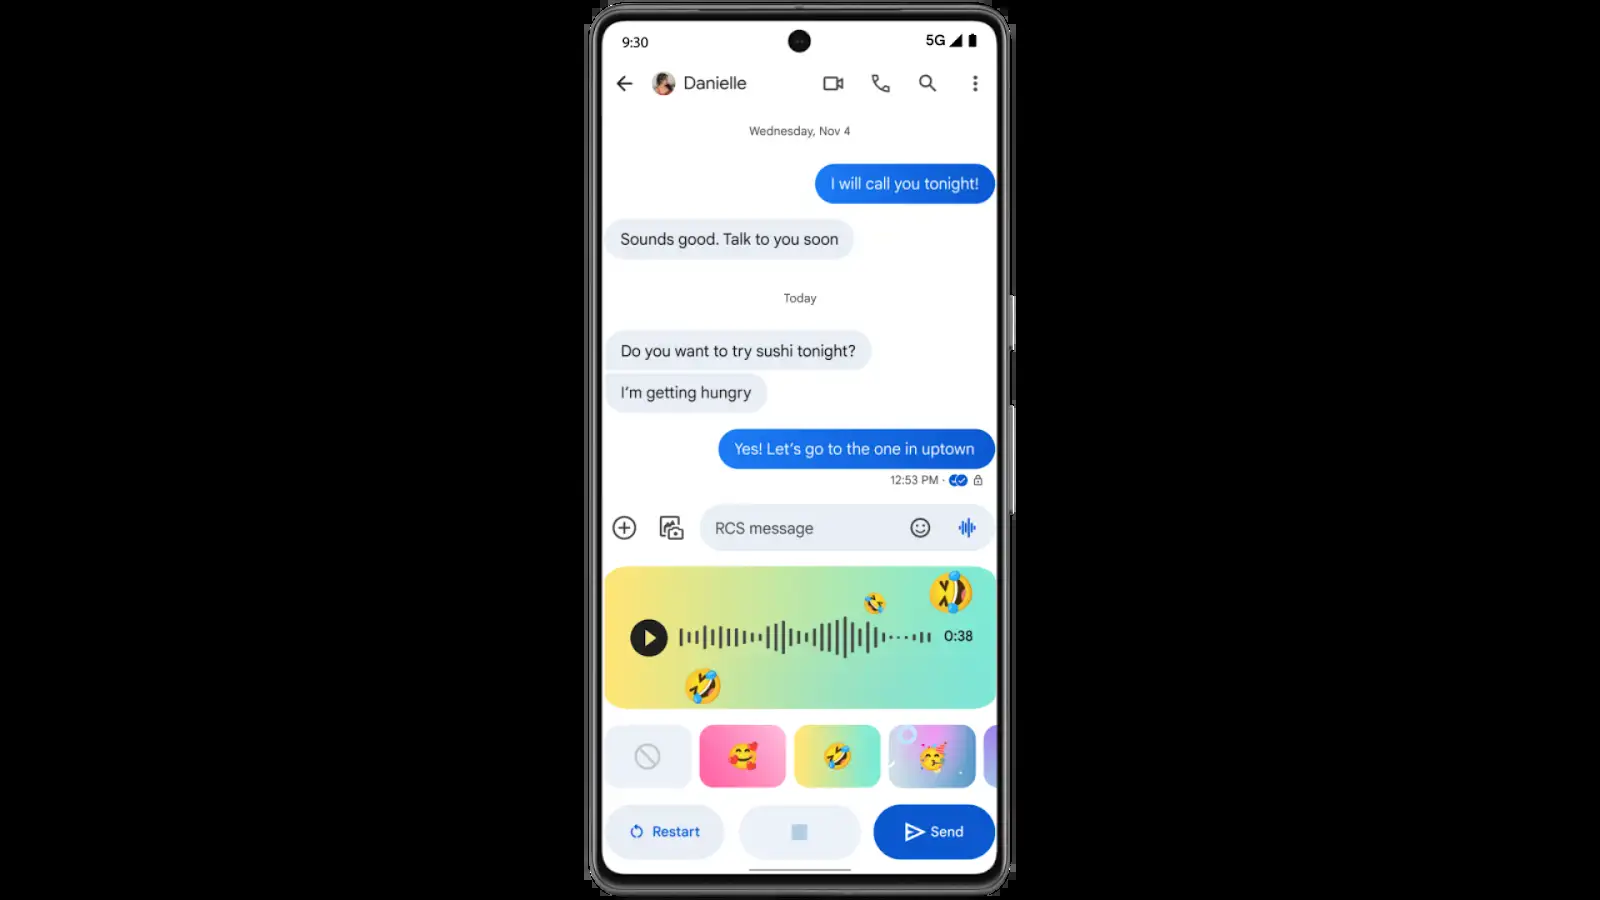 9:30
5G
Danielle
Wednesday, Nov 4
I will call you tonight!
Sounds good. Talk to you soon
Today
Do you want to try sushi tonight?
I’m getting hungry
Yes! Let’s go to the one in uptown
12:53 PM ·
RCS message
0:38
Restart
Send